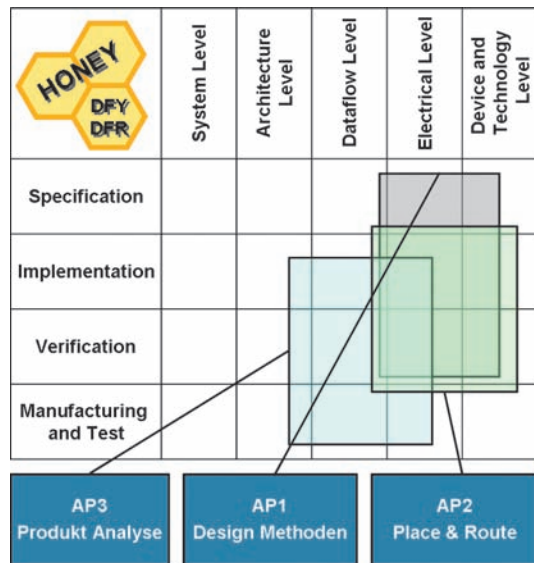 HONEY
DFY
DFR
System Level
Architecture
Level
Dataflow Level
Electrical Level
Device and
Technology
Level
Specification
Implementation
Verification
Manufacturing
and Test
AP3
Produkt Analyse
AP1
Design Methoden
AP2
Place & Route